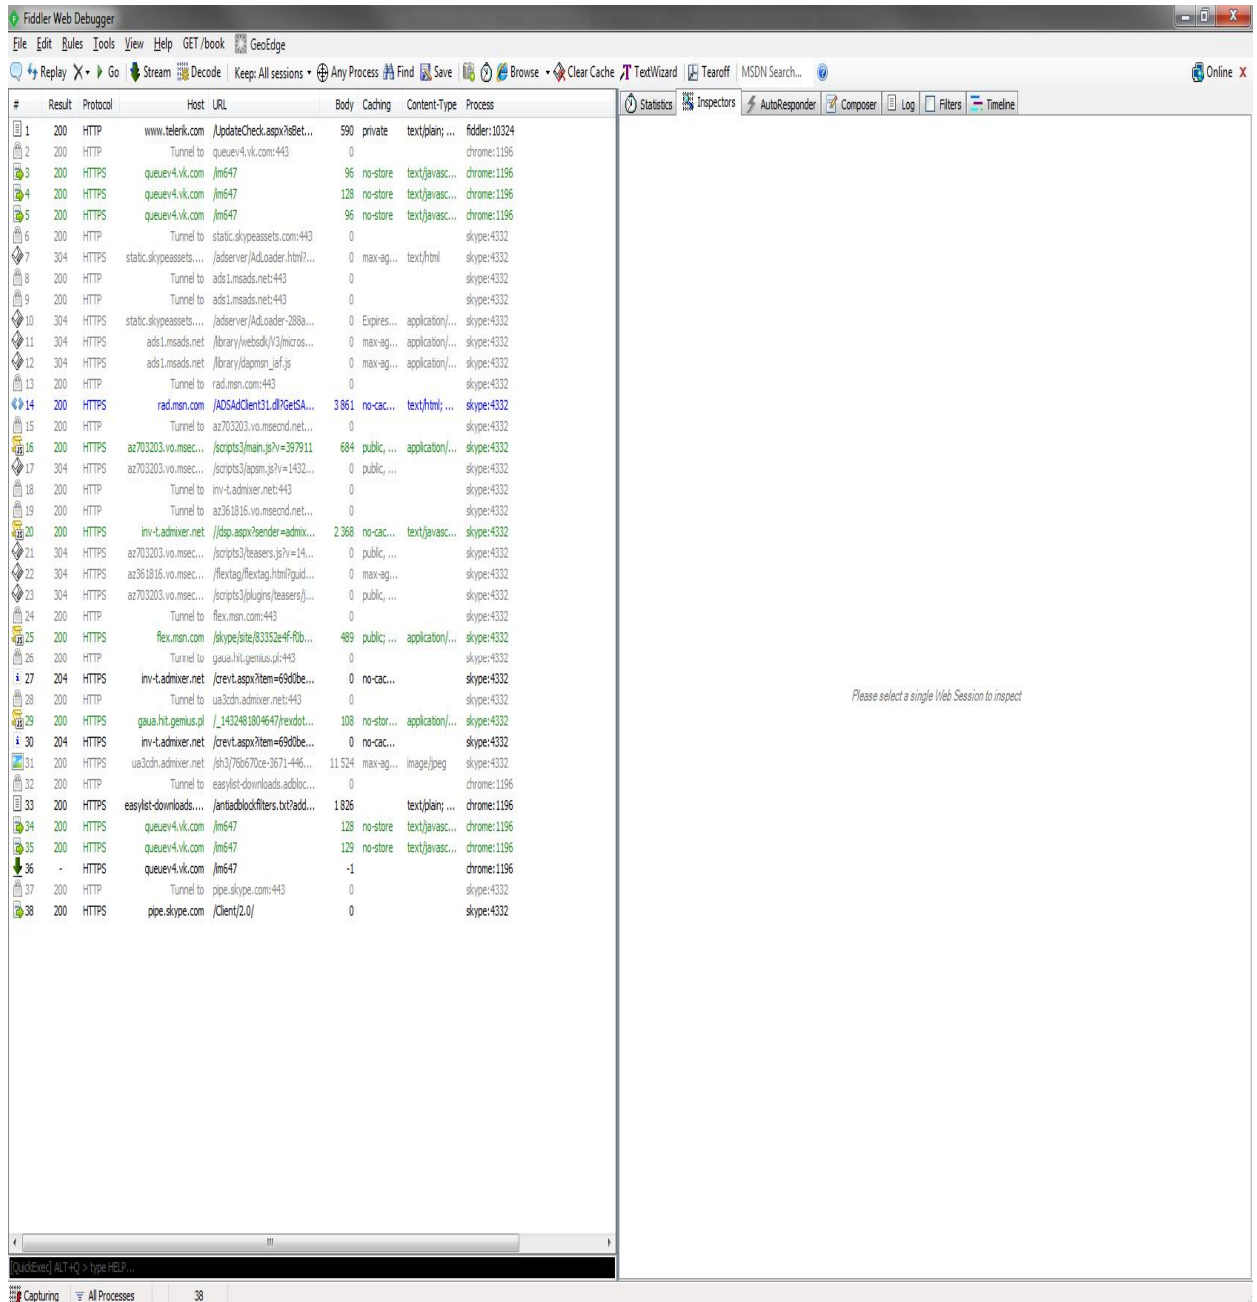 Fiddler Web Debugger
File Edit Rules Tools View Help GET /book GeoEdge
Replay X Go Stream Decode Keep: All sessions Any Process Find Save Browse Clear Cache TextWizard Tearoff MSDN Search... Online X
# Result Protocol Host URL Body Caching Content-Type Process
Statistics Inspectors AutoResponder Composer Log Filters Timeline
1 200 HTTP www.telerik.com /UpdateCheck.aspx?isBet... 590 private text/plain; ... fiddler:10324
2 200 HTTP Tunnel to queuev4.vk.com:443 0 chrome:1196
3 200 HTTPS queuev4.vk.com /im647 96 no-store text/javasc... chrome:1196
4 200 HTTPS queuev4.vk.com /im647 128 no-store text/javasc... chrome:1196
5 200 HTTPS queuev4.vk.com /im647 96 no-store text/javasc... chrome:1196
6 200 HTTP Tunnel to static.skypeassets.com:443 0 skype:4332
7 304 HTTPS static.skypeassets.... /adserver/AdLoader.html?... 0 max-ag... text/html skype:4332
8 200 HTTP Tunnel to ads1.msads.net:443 0 skype:4332
9 200 HTTP Tunnel to ads1.msads.net:443 0 skype:4332
10 304 HTTPS static.skypeassets.... /adserver/AdLoader-288a... 0 Expires... application/... skype:4332
11 304 HTTPS ads1.msads.net /library/websdk/V3/micros... 0 max-ag... application/... skype:4332
12 304 HTTPS ads1.msads.net /library/dapmsn_iaf.js 0 max-ag... application/... skype:4332
13 200 HTTP Tunnel to rad.msn.com:443 0 skype:4332
14 200 HTTPS rad.msn.com /ADSAdClient31.dll?GetSA... 3 861 no-cac... text/html; ... skype:4332
15 200 HTTP Tunnel to az703203.vo.msecnd.net... 0 skype:4332
16 200 HTTPS az703203.vo.msec... /scripts3/main.js?v=397911 684 public, ... application/... skype:4332
17 304 HTTPS az703203.vo.msec... /scripts3/apsm.js?v=1432... 0 public, ... skype:4332
18 200 HTTP Tunnel to inv-t.admixer.net:443 0 skype:4332
19 200 HTTP Tunnel to az361816.vo.msecnd.net... 0 skype:4332
20 200 HTTPS inv-t.admixer.net //dsp.aspx?sender=admix... 2 368 no-cac... text/javasc... skype:4332
21 304 HTTPS az703203.vo.msec... /scripts3/teasers.js?v=14... 0 public, ... skype:4332
22 304 HTTPS az361816.vo.msec... /flextag/flextag.html?guid... 0 max-ag... skype:4332
23 304 HTTPS az703203.vo.msec... /scripts3/plugins/teasers/j... 0 public, ... skype:4332
24 200 HTTP Tunnel to flex.msn.com:443 0 skype:4332
25 200 HTTPS flex.msn.com /skype/site/83352e4f-f0b... 489 public; ... application/... skype:4332
26 200 HTTP Tunnel to gaua.hit.gemius.pl:443 0 skype:4332
27 204 HTTPS inv-t.admixer.net /crevt.aspx?item=69d0be... 0 no-cac... skype:4332
28 200 HTTP Tunnel to ua3cdn.admixer.net:443 0 skype:4332
29 200 HTTPS gaua.hit.gemius.pl /_1432481804647/rexdot... 108 no-stor... application/... skype:4332
30 204 HTTPS inv-t.admixer.net /crevt.aspx?item=69d0be... 0 no-cac... skype:4332
31 200 HTTPS ua3cdn.admixer.net /sh3/76b670ce-3671-446... 11 524 max-ag... image/jpeg skype:4332
32 200 HTTP Tunnel to easylist-downloads.adbloc... 0 chrome:1196
33 200 HTTPS easylist-downloads.... /antiadblockfilters.txt?add... 1 826 text/plain; ... chrome:1196
34 200 HTTPS queuev4.vk.com /im647 128 no-store text/javasc... chrome:1196
35 200 HTTPS queuev4.vk.com /im647 129 no-store text/javasc... chrome:1196
36 - HTTPS queuev4.vk.com /im647 -1 chrome:1196
37 200 HTTP Tunnel to pipe.skype.com:443 0 skype:4332
38 200 HTTPS pipe.skype.com /Client/2.0/ 0 skype:4332
Please select a single Web Session to inspect
[QuickExec] ALT+Q > type HELP...
Capturing All Processes 38